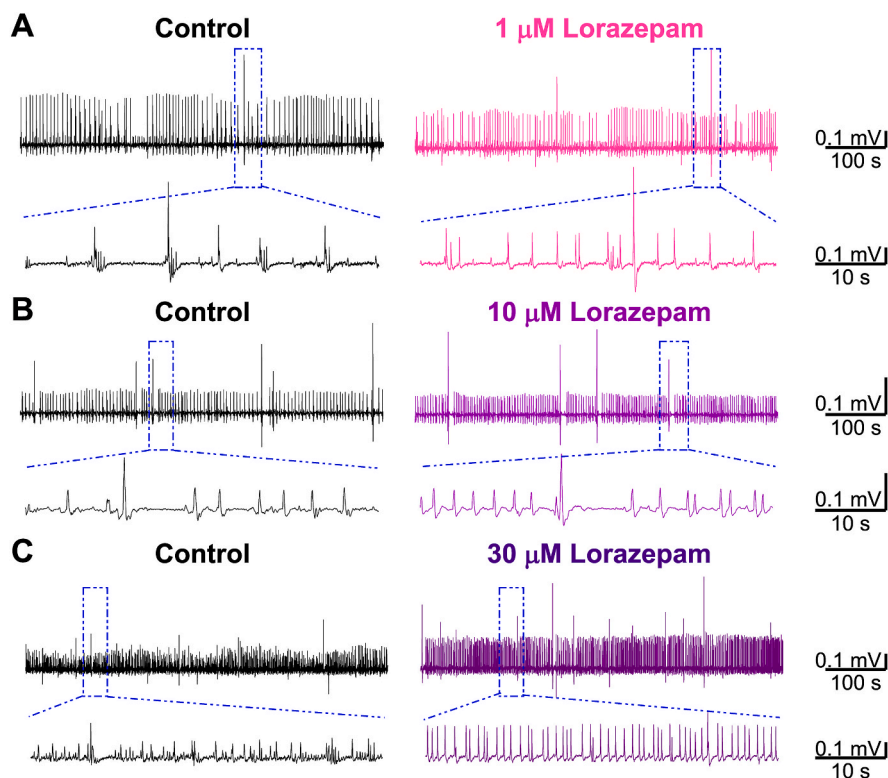 A
Control
1 μM Lorazepam
0.1 mV
100 s
0.1 mV
10 s
B
Control
10 μM Lorazepam
0.1 mV
100 s
0.1 mV
10 s
C
Control
30 μM Lorazepam
0.1 mV
100 s
0.1 mV
10 s